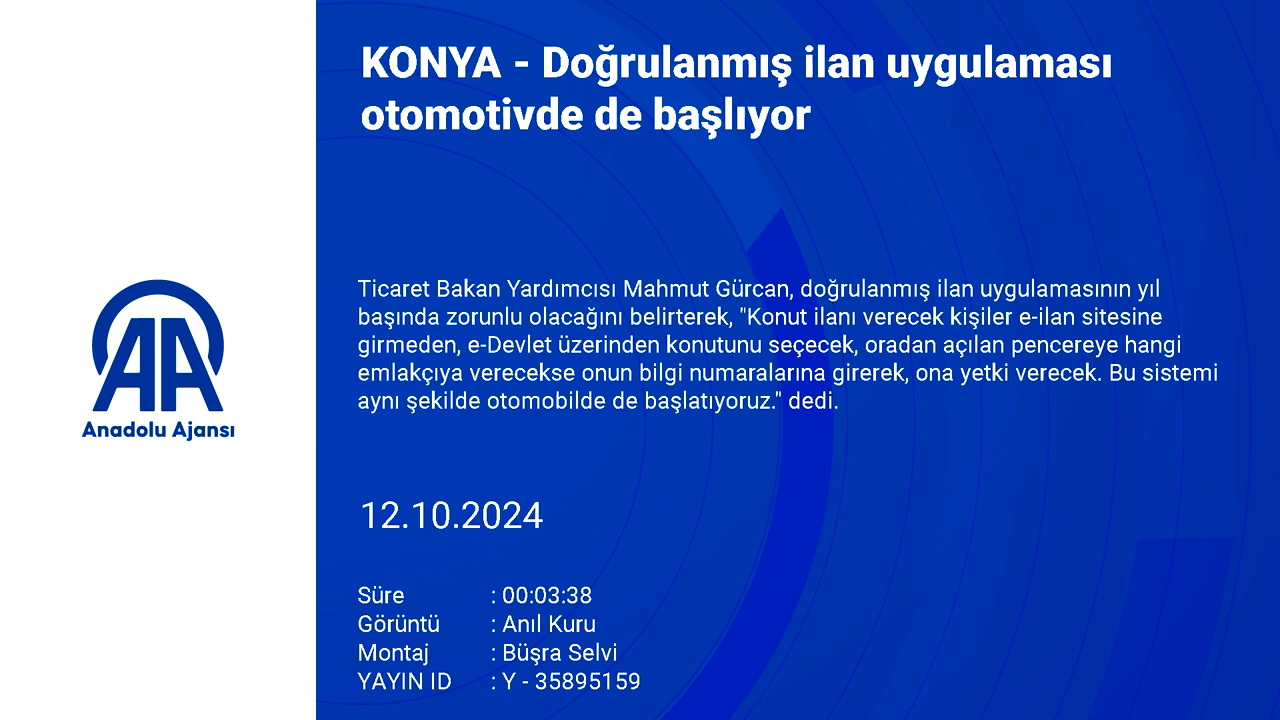 KONYA - Doğrulanmış ilan uygulaması
otomotivde de başlıyor
Ticaret Bakan Yardımcısı Mahmut Gürcan, doğrulanmış ilan uygulamasının yıl
başında zorunlu olacağını belirterek, "Konut ilanı verecek kişiler e-ilan sitesine
girmeden, e-Devlet üzerinden konutunu seçecek, oradan açılan pencereye hangi
emlakçıya verecekse onun bilgi numaralarına girerek, ona yetki verecek. Bu sistemi
aynı şekilde otomobilde de başlatıyoruz." dedi.
AA
Anadolu Ajansı
12.10.2024
Süre : 00:03:38
Görüntü : Anıl Kuru
Montaj : Büşra Selvi
YAYIN ID : Y - 35895159